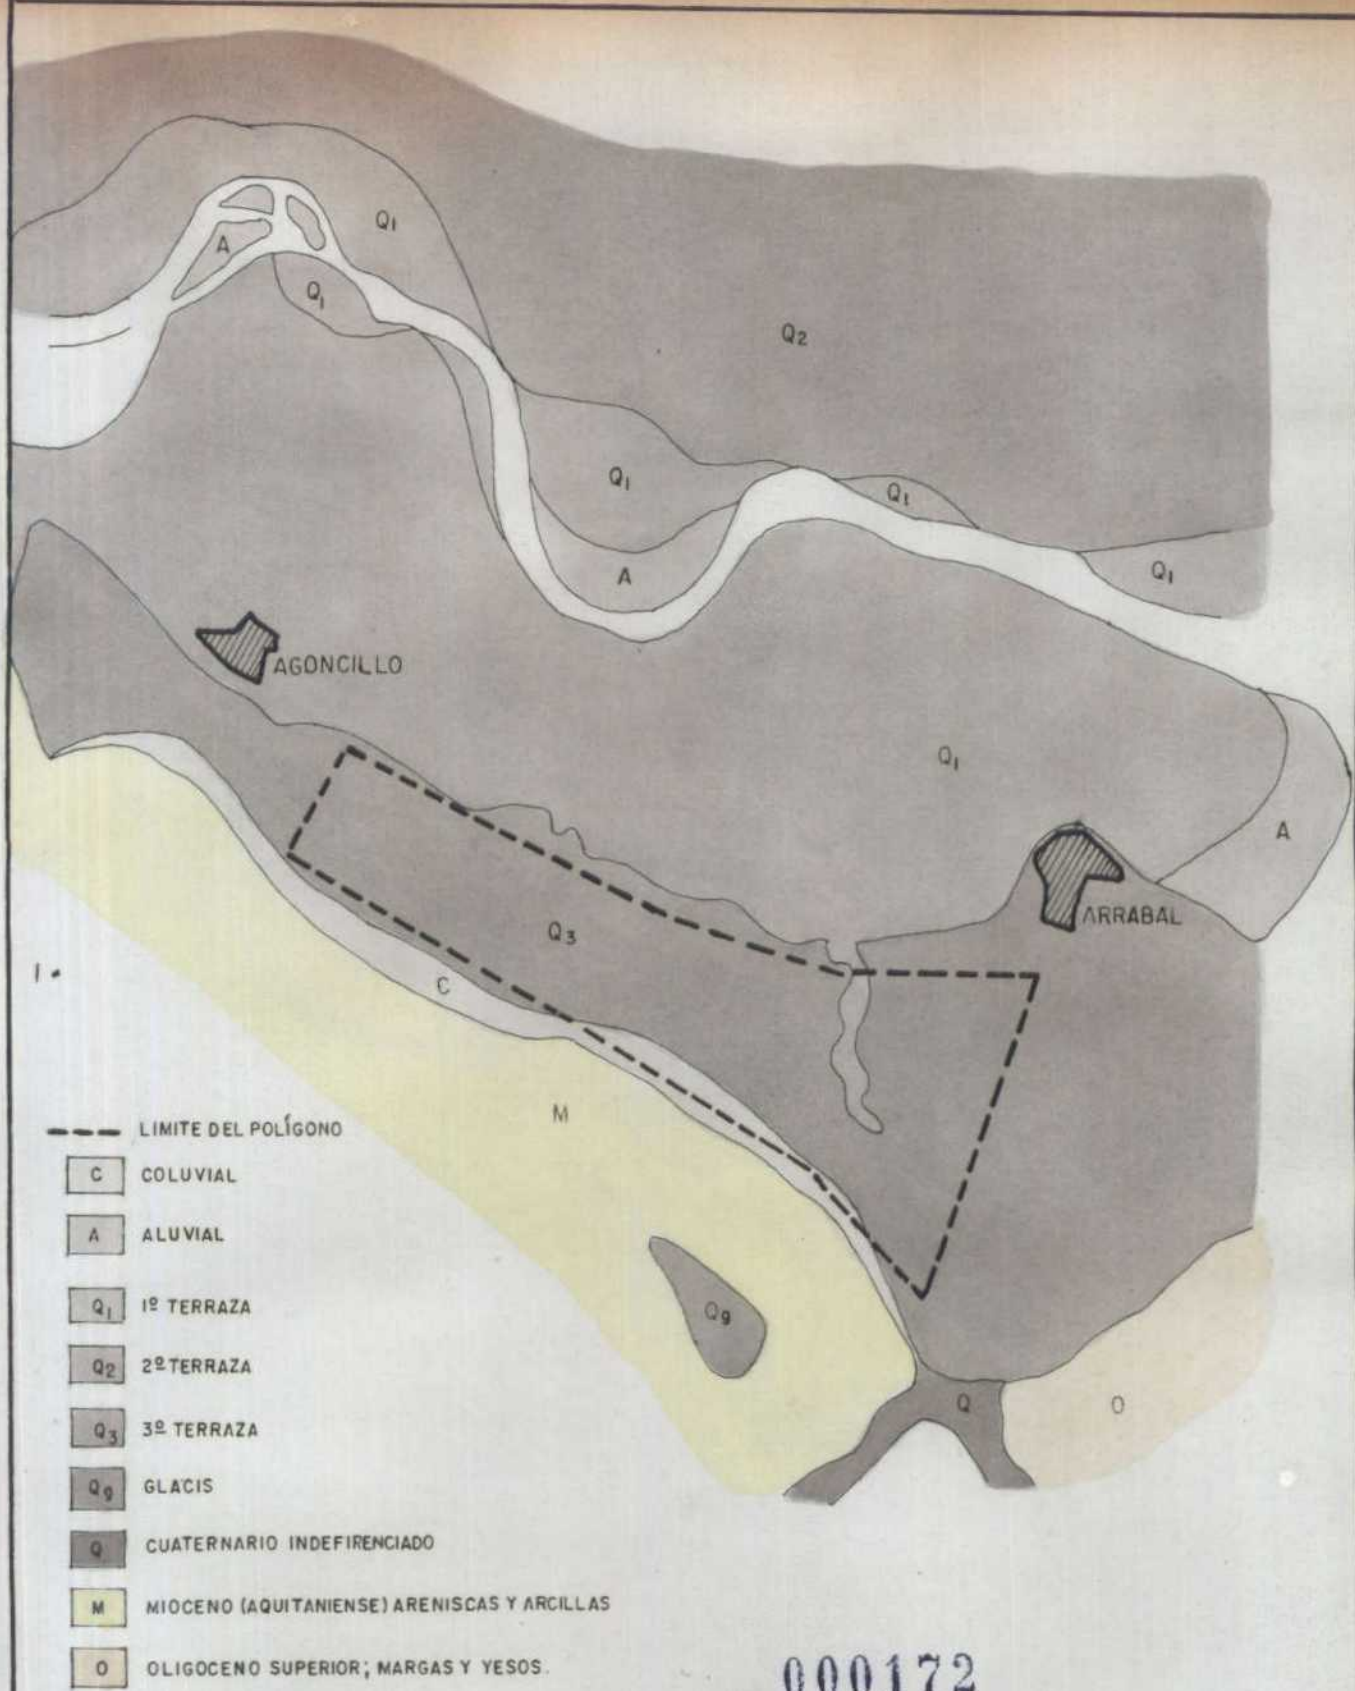 Q1
A
Q1
Q2
Q1
Q1
A
Q1
AGONCILLO
Q1
A
ARRABAL
Q3
1.
C
M
LIMITE DEL POLÍGONO
C COLUVIAL
A ALUVIAL
Q1 1º TERRAZA
Qg
Q2 2º TERRAZA
Q O
Q3 3º TERRAZA
Qg GLACIS
Q CUATERNARIO INDEFIRENCIADO
M MIOCENO (AQUITANIENSE) ARENISCAS Y ARCILLAS
O OLIGOCENO SUPERIOR; MARGAS Y YESOS.
000172